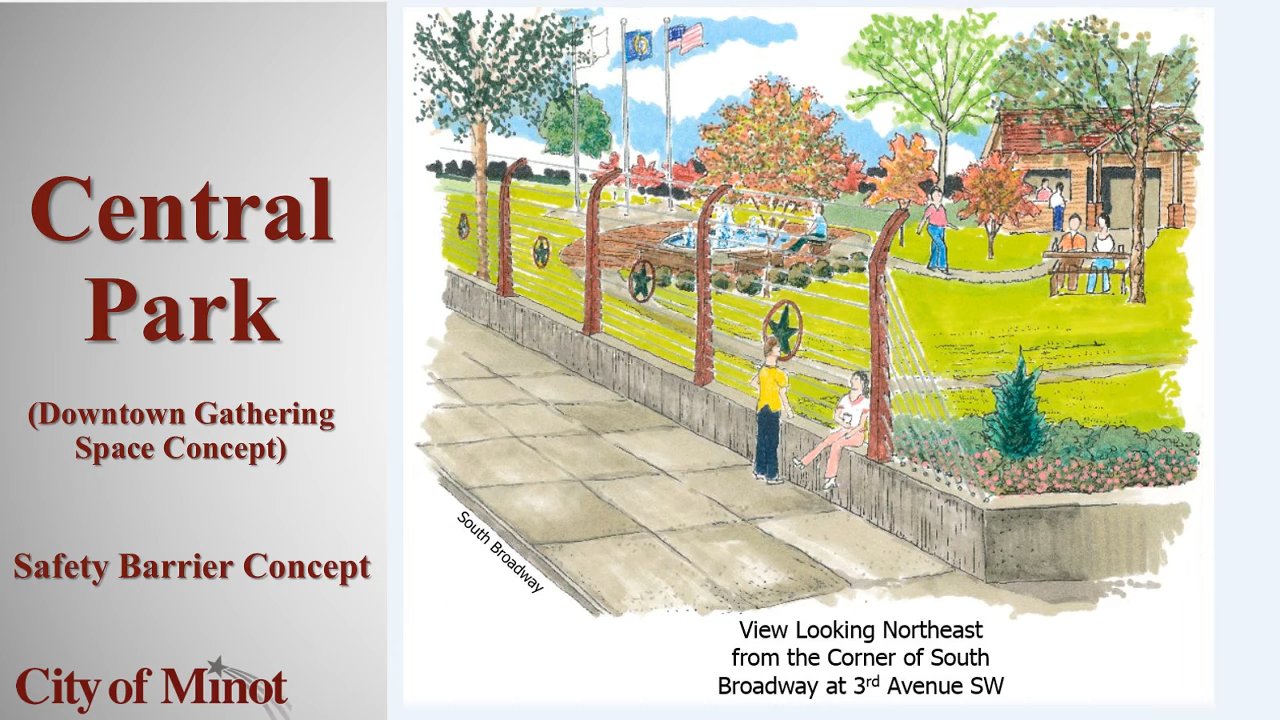 Central
Park
(Downtown Gathering
Space Concept)
Safety Barrier Concept
City of Minot
South Broadway
View Looking Northeast
from the Corner of South
Broadway at 3rd Avenue SW